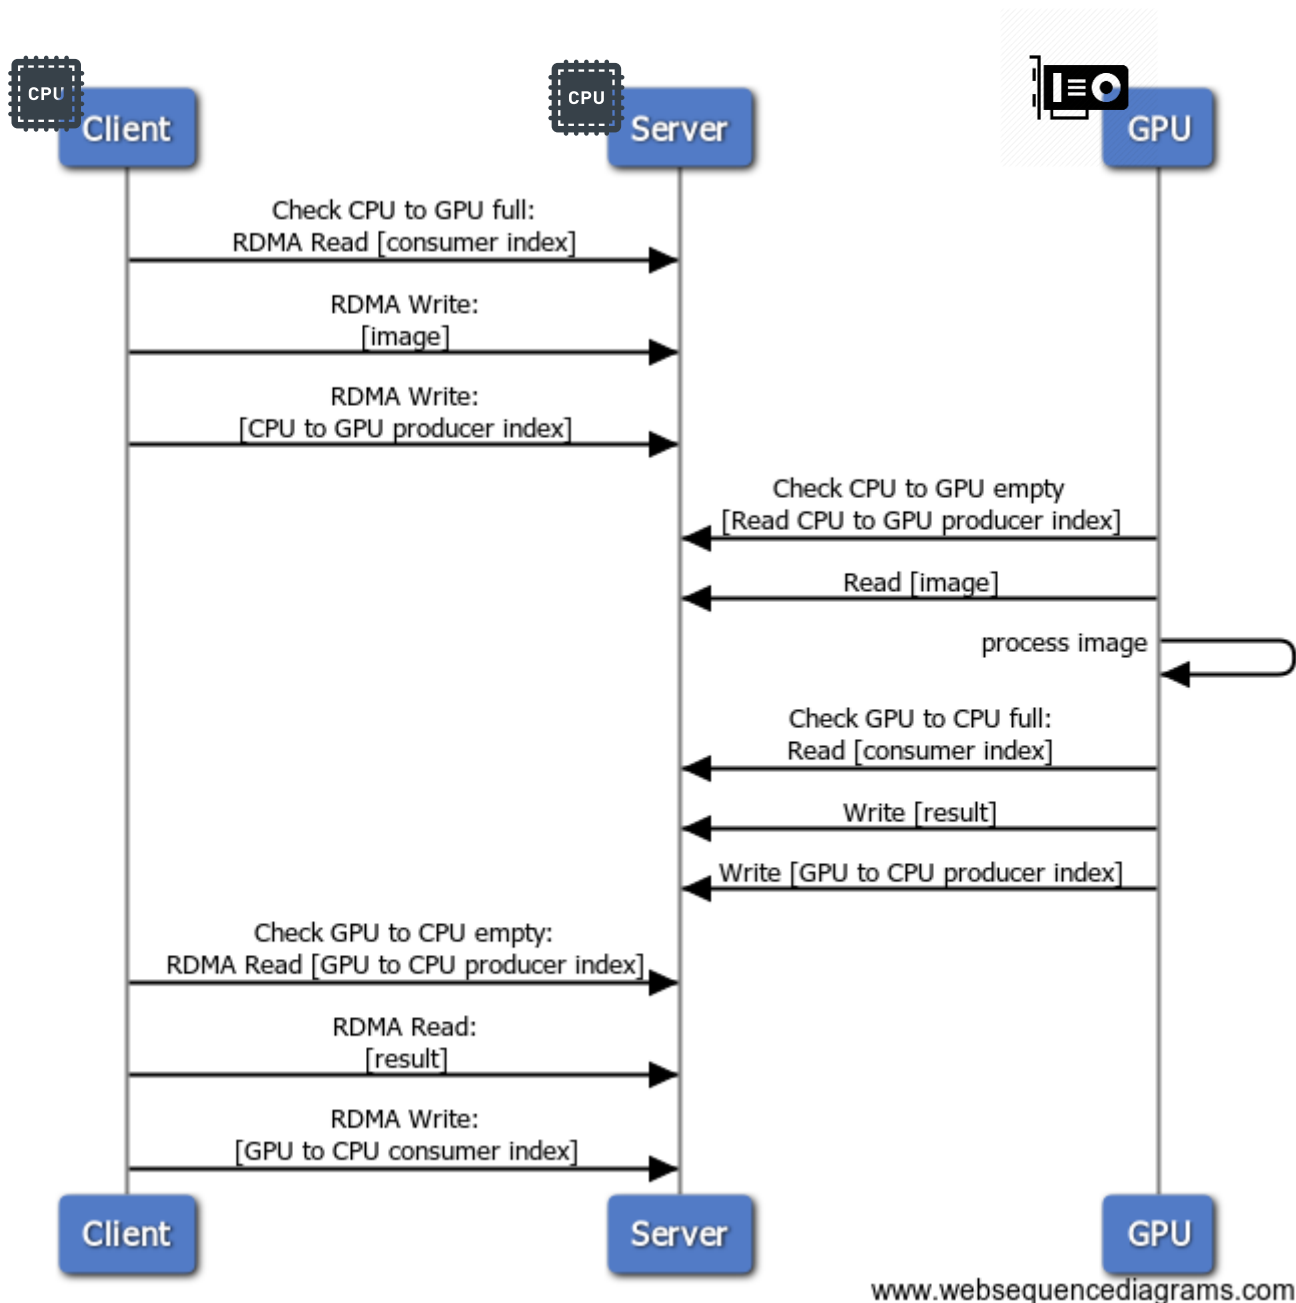 CPU
CPU
Client
Server
GPU
Check CPU to GPU full:
RDMA Read [consumer index]
RDMA Write:
[image]
RDMA Write:
[CPU to GPU producer index]
Check CPU to GPU empty
[Read CPU to GPU producer index]
Read [image]
process image
Check GPU to CPU full:
Read [consumer index]
Write [result]
Write [GPU to CPU producer index]
Check GPU to CPU empty:
RDMA Read [GPU to CPU producer index]
RDMA Read:
[result]
RDMA Write:
[GPU to CPU consumer index]
Client
Server
GPU
www.websequencediagrams.com